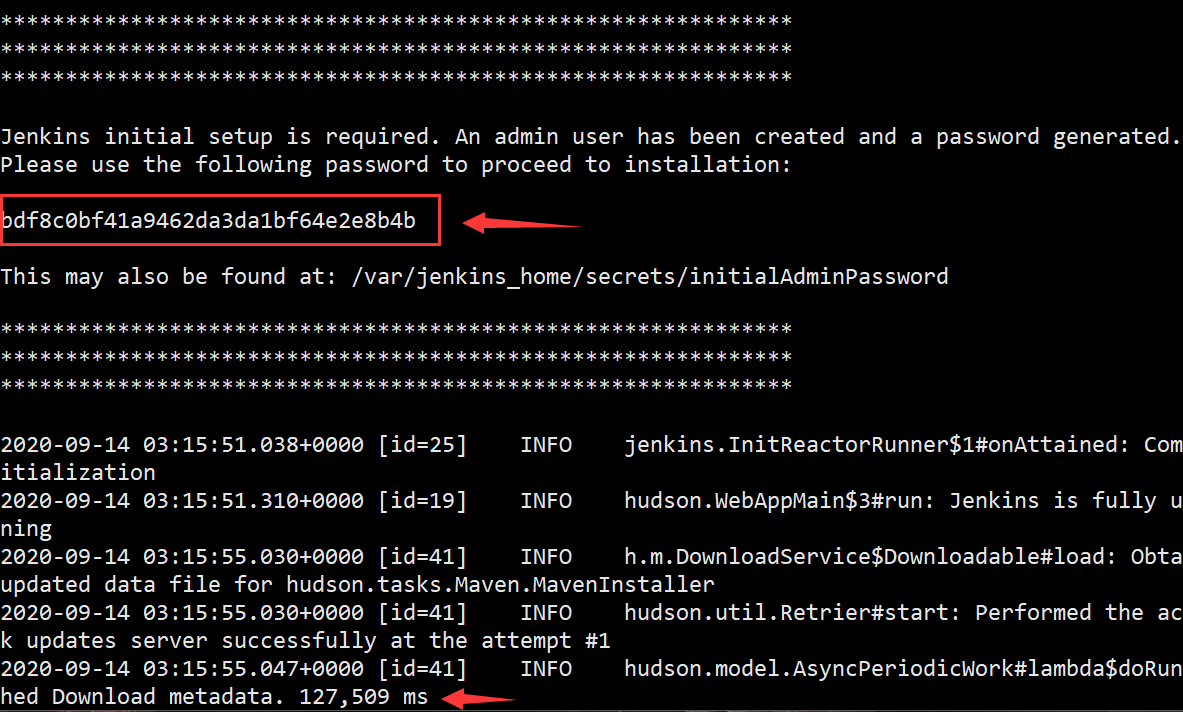 *************************************************************
*************************************************************
*************************************************************
Jenkins initial setup is required. An admin user has been created and a password generated.
Please use the following password to proceed to installation:
bdf8c0bf41a9462da3da1bf64e2e8b4b
This may also be found at: /var/jenkins_home/secrets/initialAdminPassword
*************************************************************
*************************************************************
*************************************************************
2020-09-14 03:15:51.038+0000 [id=25]    INFO    jenkins.InitReactorRunner$1#onAttained: Com
itialization
2020-09-14 03:15:51.310+0000 [id=19]    INFO    hudson.WebAppMain$3#run: Jenkins is fully u
ning
2020-09-14 03:15:55.030+0000 [id=41]    INFO    h.m.DownloadService$Downloadable#load: Obta
updated data file for hudson.tasks.Maven.MavenInstaller
2020-09-14 03:15:55.030+0000 [id=41]    INFO    hudson.util.Retrier#start: Performed the ac
k updates server successfully at the attempt #1
2020-09-14 03:15:55.047+0000 [id=41]    INFO    hudson.model.AsyncPeriodicWork#lambda$doRun
hed Download metadata. 127,509 ms